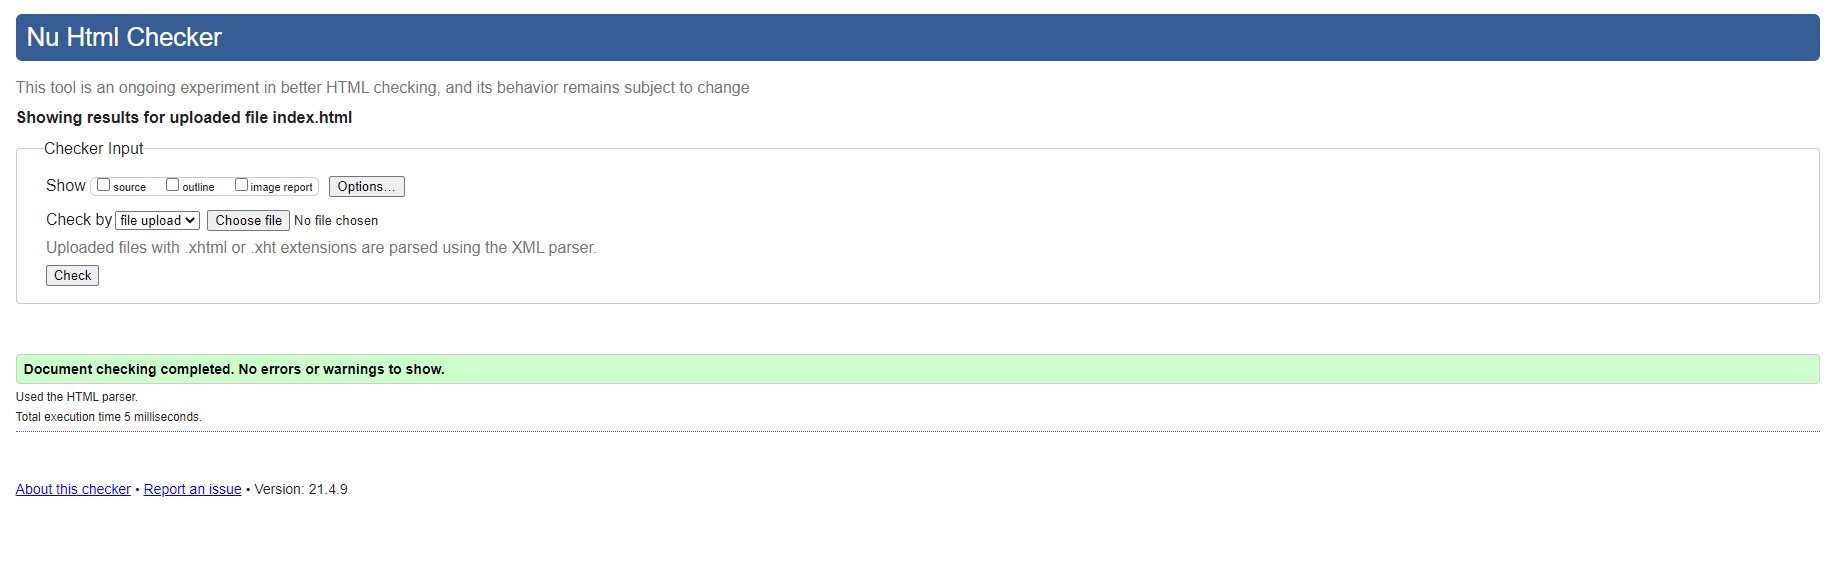 Nu Html Checker
This tool is an ongoing experiment in better HTML checking, and its behavior remains subject to change
Showing results for uploaded file index.html
Checker Input
Show source outline image report Options...
Check by file upload Choose file No file chosen
Uploaded files with .xhtml or .xht extensions are parsed using the XML parser.
Check
Document checking completed. No errors or warnings to show.
Used the HTML parser.
Total execution time 5 milliseconds.
About this checker • Report an issue • Version: 21.4.9